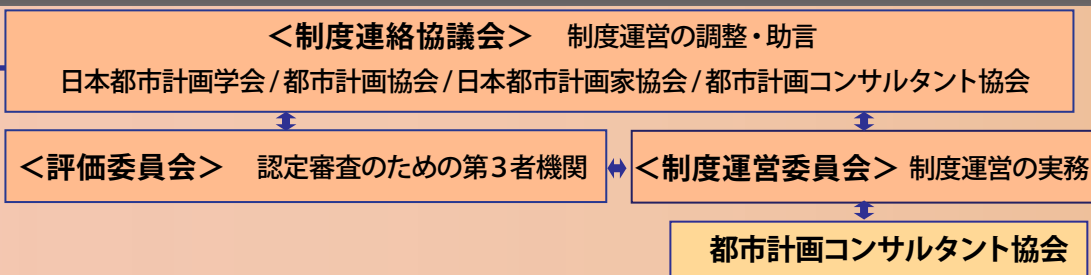 ＜制度連絡協議会＞ 制度運営の調整・助言
日本都市計画学会/都市計画協会/日本都市計画家協会/都市計画コンサルタント協会
＜評価委員会＞ 認定審査のための第3者機関
＜制度運営委員会＞ 制度運営の実務
都市計画コンサルタント協会